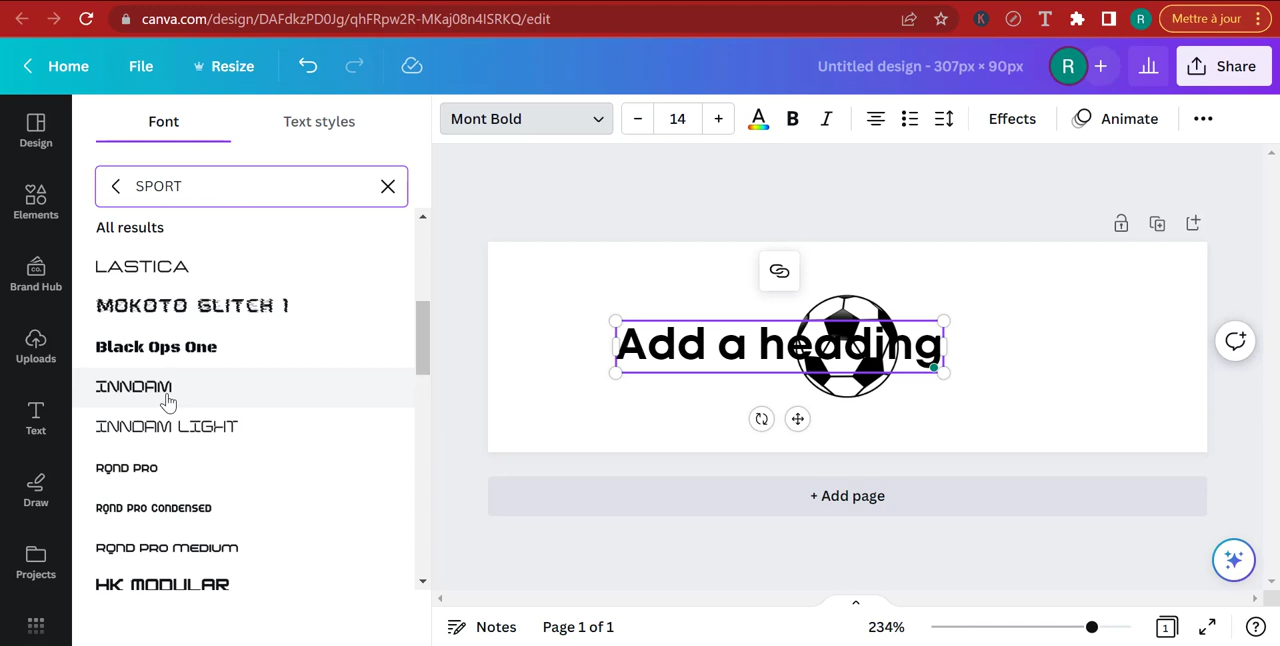 canva.com/design/DAFdkzPD0Jg/qhFRpw2R-MKaj08n4ISRKQ/edit
K
T
R
Mettre à jour
Home
File
Resize
Untitled design - 307px × 90px
R
+
Share
Design
Elements
CO.
Brand Hub
Uploads
T
Text
Draw
Projects
Font
Text styles
SPORT
All results
LASTICA
MOKOTO GLITCH 1
Black Ops One
INNOAM
INNOAM LIGHT
RQND PRO
RQND PRO CONDENSED
RQND PRO MEDIUM
HK MODULAR
Mont Bold
- 14 +
A
B
I
Effects
Animate
Add a heading
+ Add page
Notes
Page 1 of 1
234%
1
?